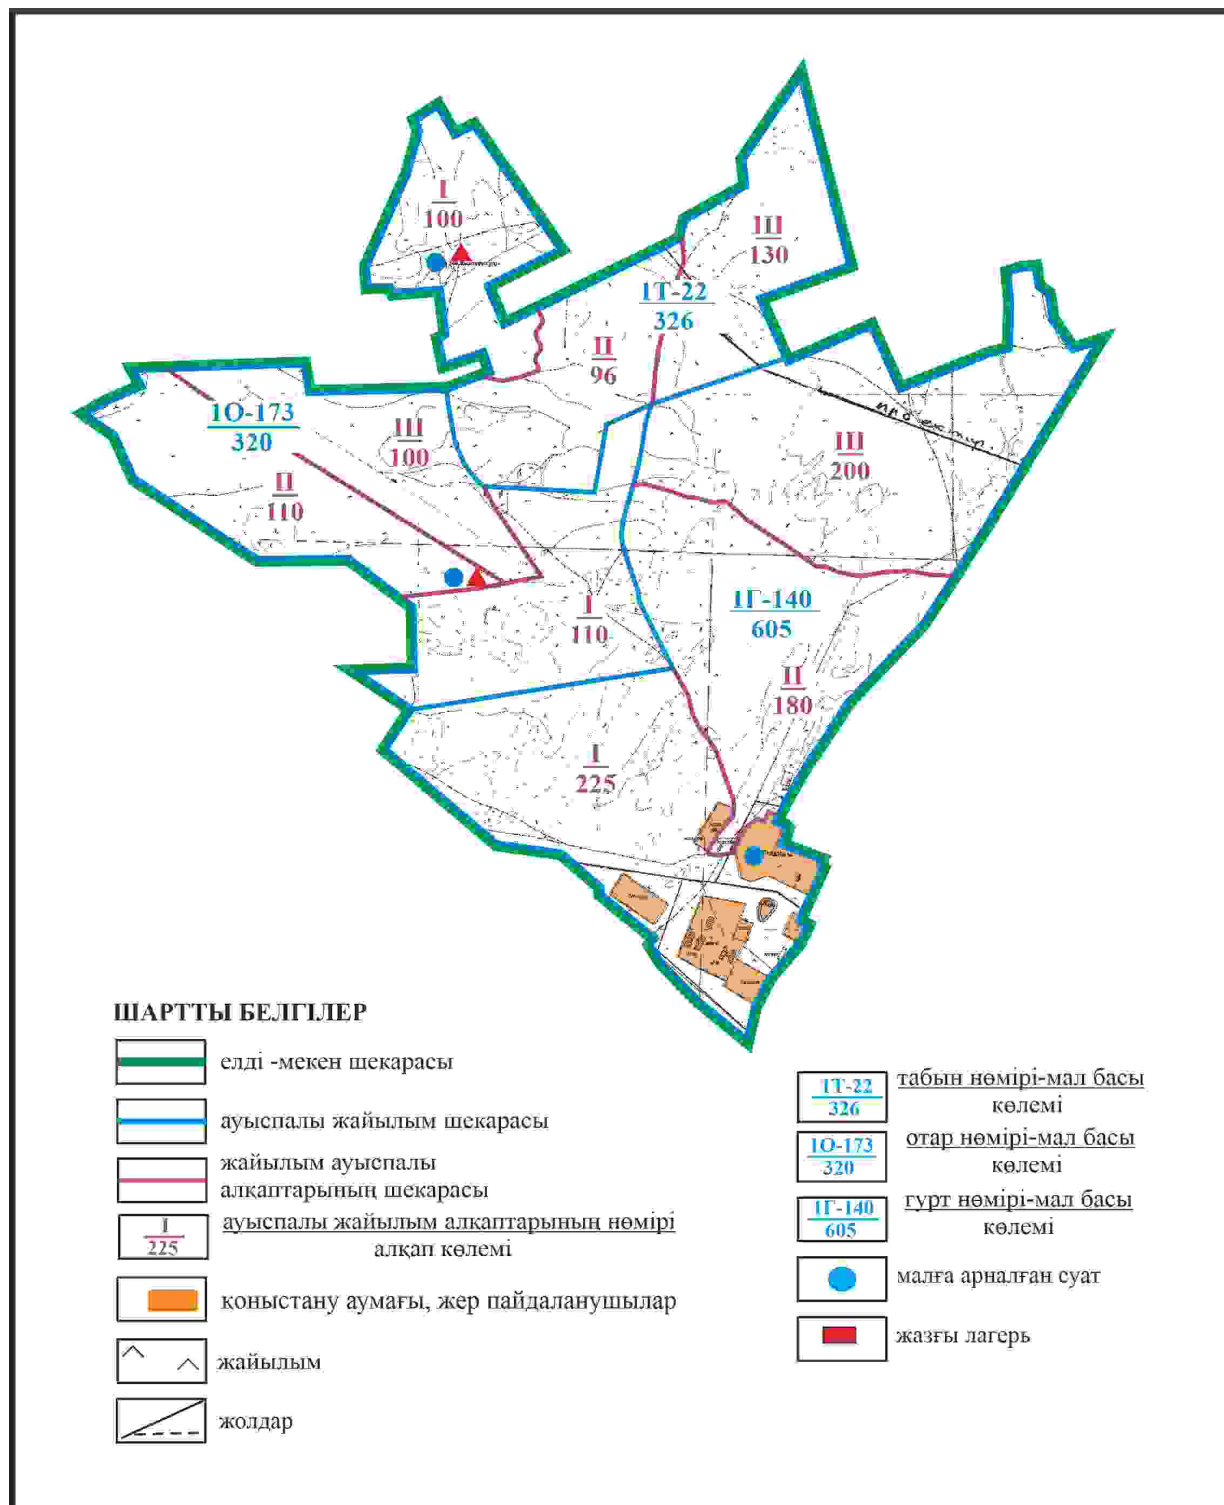 I
100
III
130
1Т-22
326
II
96
1О-173
320
III
100
II
110
III
200
1Г-140
605
I
110
II
180
I
225
ШАРТТЫ БЕЛГІЛЕР
елді -мекен шекарасы
ауыспалы жайылым шекарасы
жайылым ауыспалы
алқаптарының шекарасы
I
225
ауыспалы жайылым алқаптарының нөмірі
алқап көлемі
қоныстану аумағы, жер пайдаланушылар
жайылым
жолдар
1Т-22
326
табын нөмірі-мал басы
көлемі
1О-173
320
отар нөмірі-мал басы
көлемі
1Г-140
605
гурт нөмірі-мал басы
көлемі
малға арналған суат
жазғы лагерь